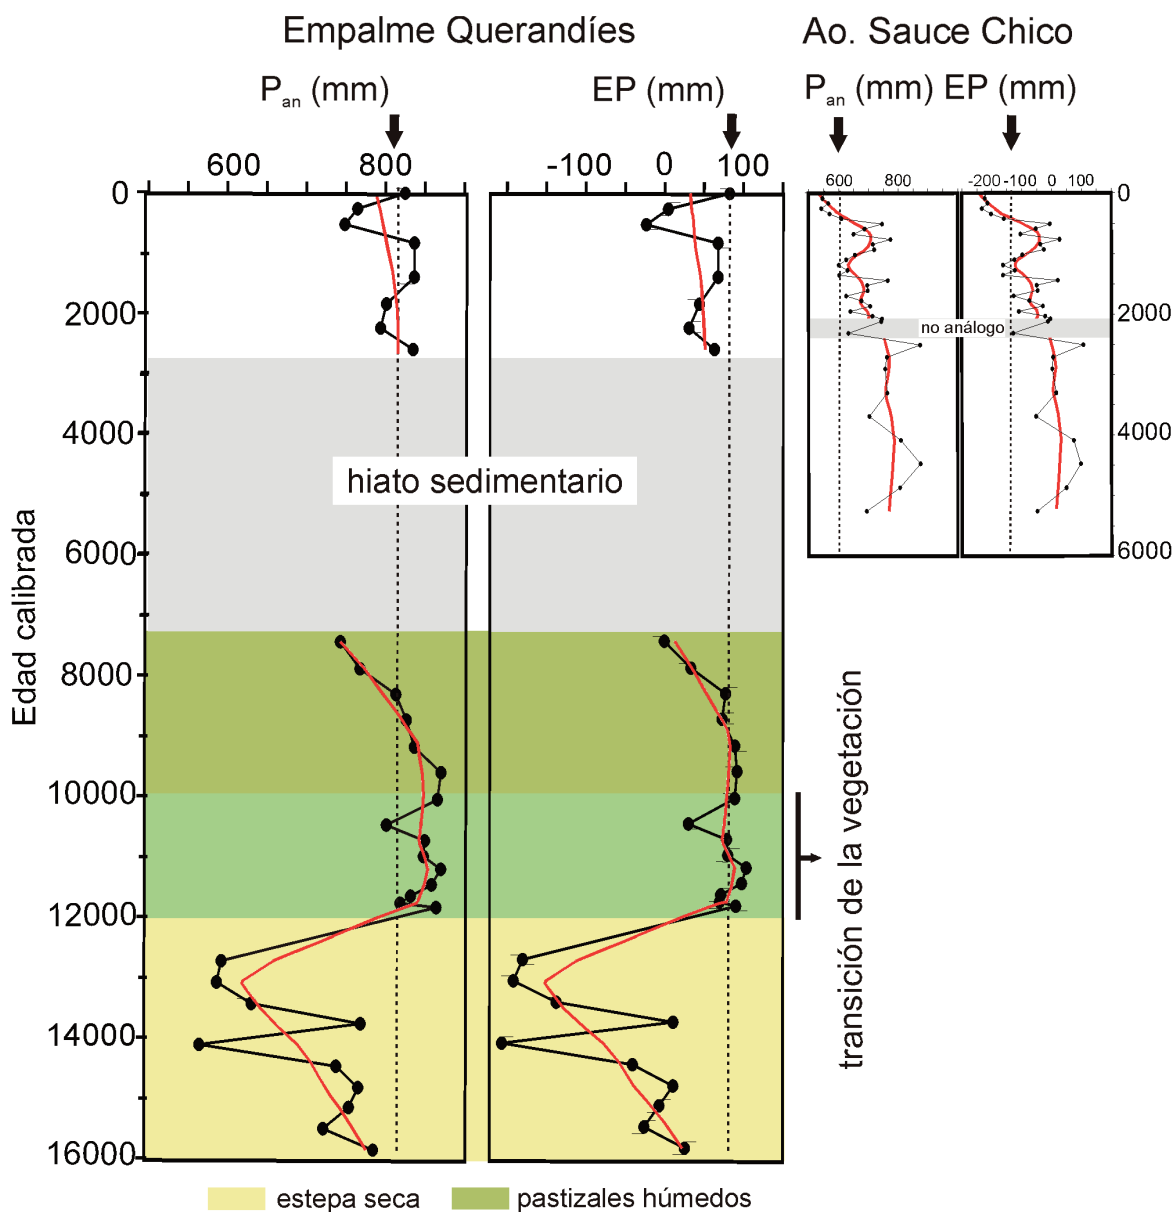 Empalme Querandíes
Ao. Sauce Chico
Pan (mm)
EP (mm)
Pan (mm) EP (mm)
600 800
-100 0 100
600 800
-200 -100 0 100
0
2000
4000
6000
8000
10000
12000
14000
16000
Edad calibrada
hiato sedimentario
no análogo
0
2000
4000
6000
transición de la vegetación
estepa seca
pastizales húmedos